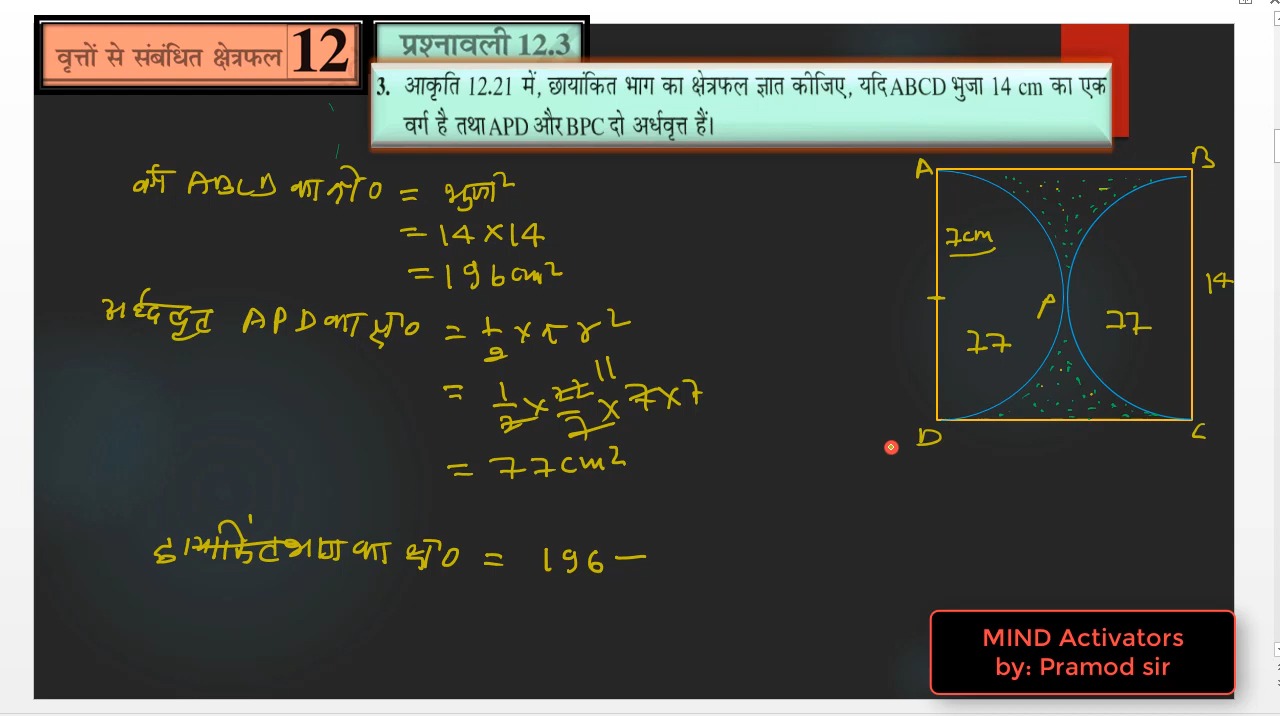 वृत्तों से संबंधित क्षेत्रफल 12
प्रश्नावली 12.3
3. आकृति 12.21 में, छायांकित भाग का क्षेत्रफल ज्ञात कीजिए, यदि ABCD भुजा 14 cm का एक
वर्ग है तथा APD और BPC दो अर्धवृत्त हैं।
वर्ग ABCD का क्षे० = भुजा²
= 14 × 14
= 196 cm²
अर्धवृत्त APD का क्षे० = 1/2 × π r²
= 1/2 × 22/7 × 7 × 7
11
= 77 cm²
छायांकित भाग का क्षे० = 196 —
A
B
7cm
14
P
77
77
D
C
MIND Activators
by: Pramod sir